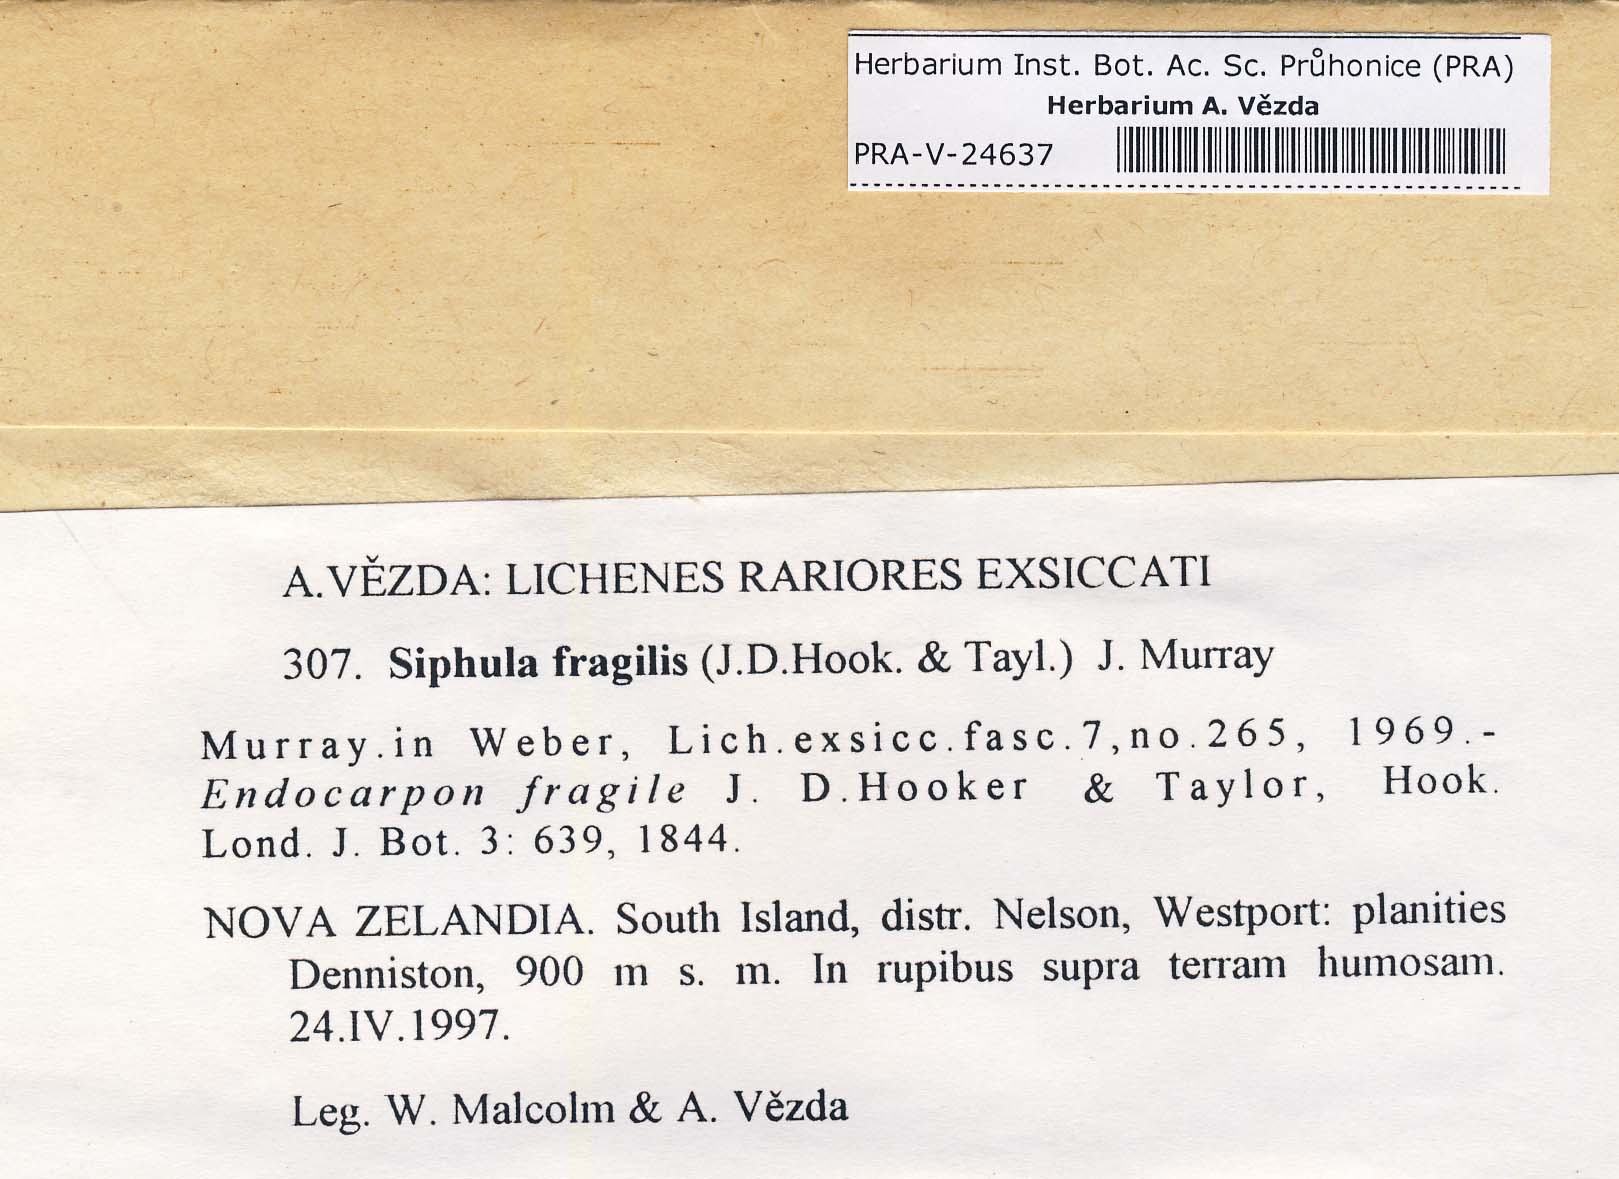 Herbarium Inst. Bot. Ac. Sc. Průhonice (PRA)
Herbarium A. Vězda
PRA-V-24637
A.VĚZDA: LICHENES RARIORES EXSICCATI
307. Siphula fragilis (J.D.Hook. & Tayl.) J. Murray
Murray.in Weber, Lich.exsicc.fasc.7,no.265, 1969.-
Endocarpon fragile J. D.Hooker & Taylor, Hook.
Lond. J. Bot. 3: 639, 1844.
NOVA ZELANDIA. South Island, distr. Nelson, Westport: planities
Denniston, 900 m s. m. In rupibus supra terram humosam.
24.IV.1997.
Leg. W. Malcolm & A. Vězda